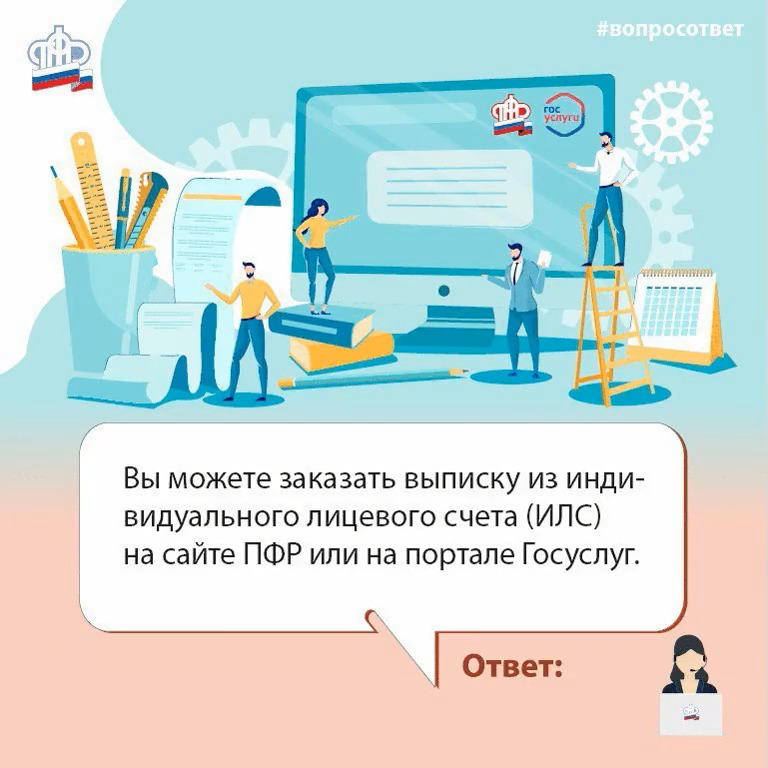 #вопросответ
ПФР
гос
услуги
Вы можете заказать выписку из инди-
видуального лицевого счета (ИЛС)
на сайте ПФР или на портале Госуслуг.
Ответ: